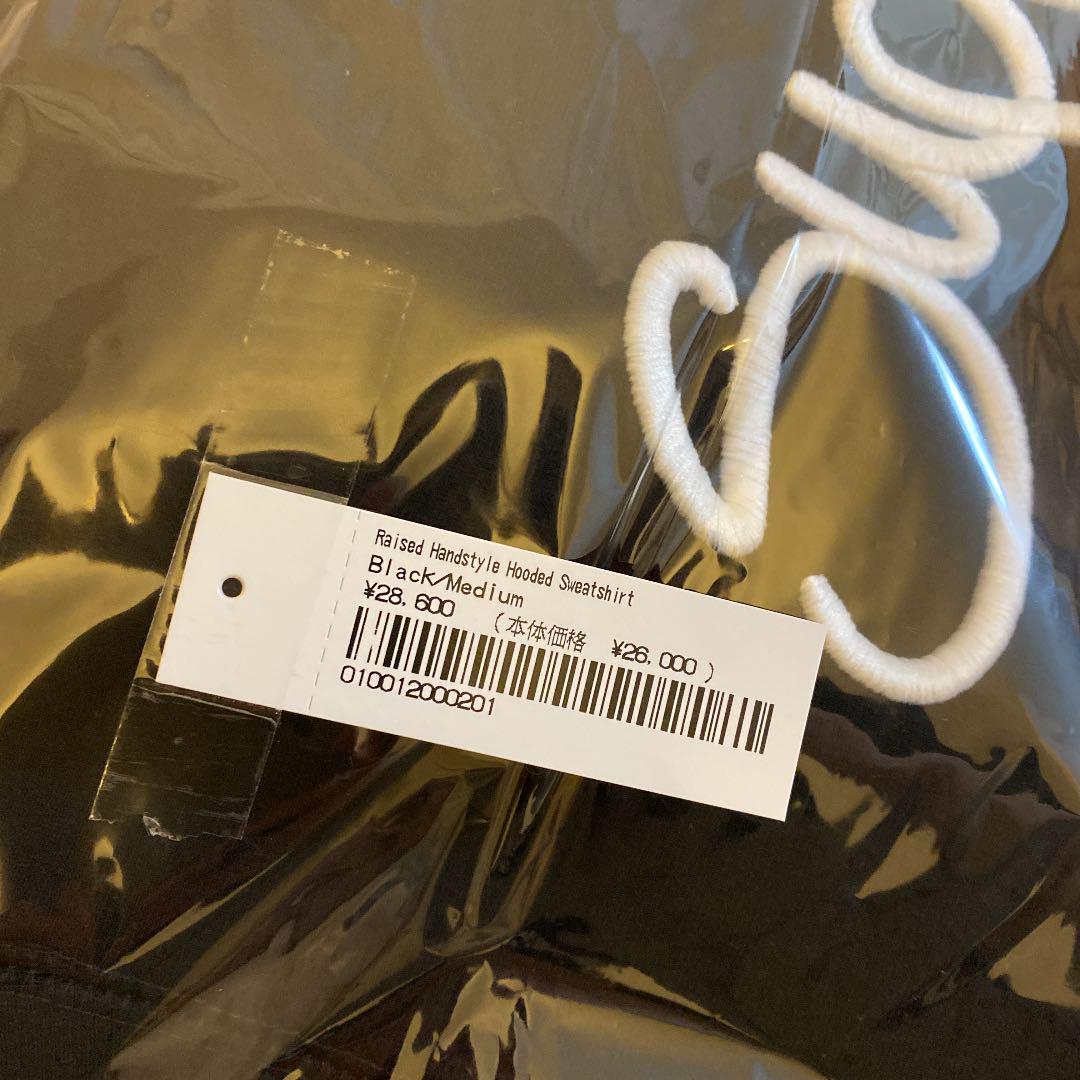 Raised Handstyle Hooded Sweatshirt
Black/Medium
¥28,600 (本体価格 ¥26,000)
010012000201